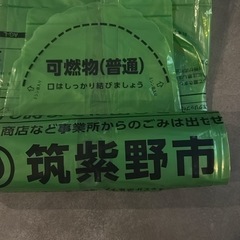 可燃物(普通)
口はしっかり結びましょう
商店など事業所からのごみは出せ
筑紫野市